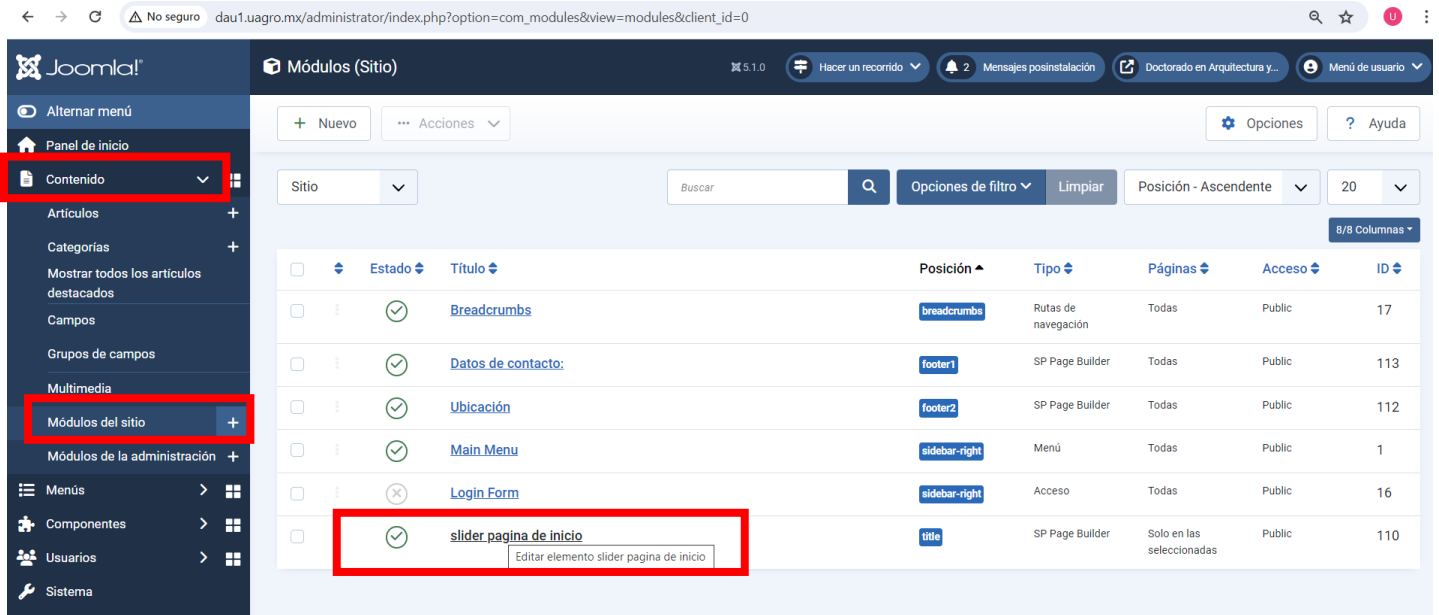 No seguro
dau1.uagro.mx/administrator/index.php?option=com_modules&view=modules&client_id=0
U
Joomla!®
Módulos (Sitio)
5.1.0
Hacer un recorrido
2 Mensajes posinstalación
Doctorado en Arquitectura y...
Menú de usuario
Alternar menú
Panel de inicio
Contenido
Artículos +
Categorías +
Mostrar todos los artículos
destacados
Campos
Grupos de campos
Multimedia
Módulos del sitio +
Módulos de la administración +
Menús
Componentes
Usuarios
Sistema
+ Nuevo
Acciones
Opciones
? Ayuda
Sitio
Buscar
Opciones de filtro
Limpiar
Posición - Ascendente
20
8/8 Columnas
Estado Título Posición Tipo Páginas Acceso ID
Breadcrumbs breadcrumbs Rutas de Todas Public 17
navegación
Datos de contacto: footer1 SP Page Builder Todas Public 113
Ubicación footer2 SP Page Builder Todas Public 112
Main Menu sidebar-right Menú Todas Public 1
Login Form sidebar-right Acceso Todas Public 16
slider pagina de inicio title SP Page Builder Solo en las Public 110
seleccionadas
Editar elemento slider pagina de inicio